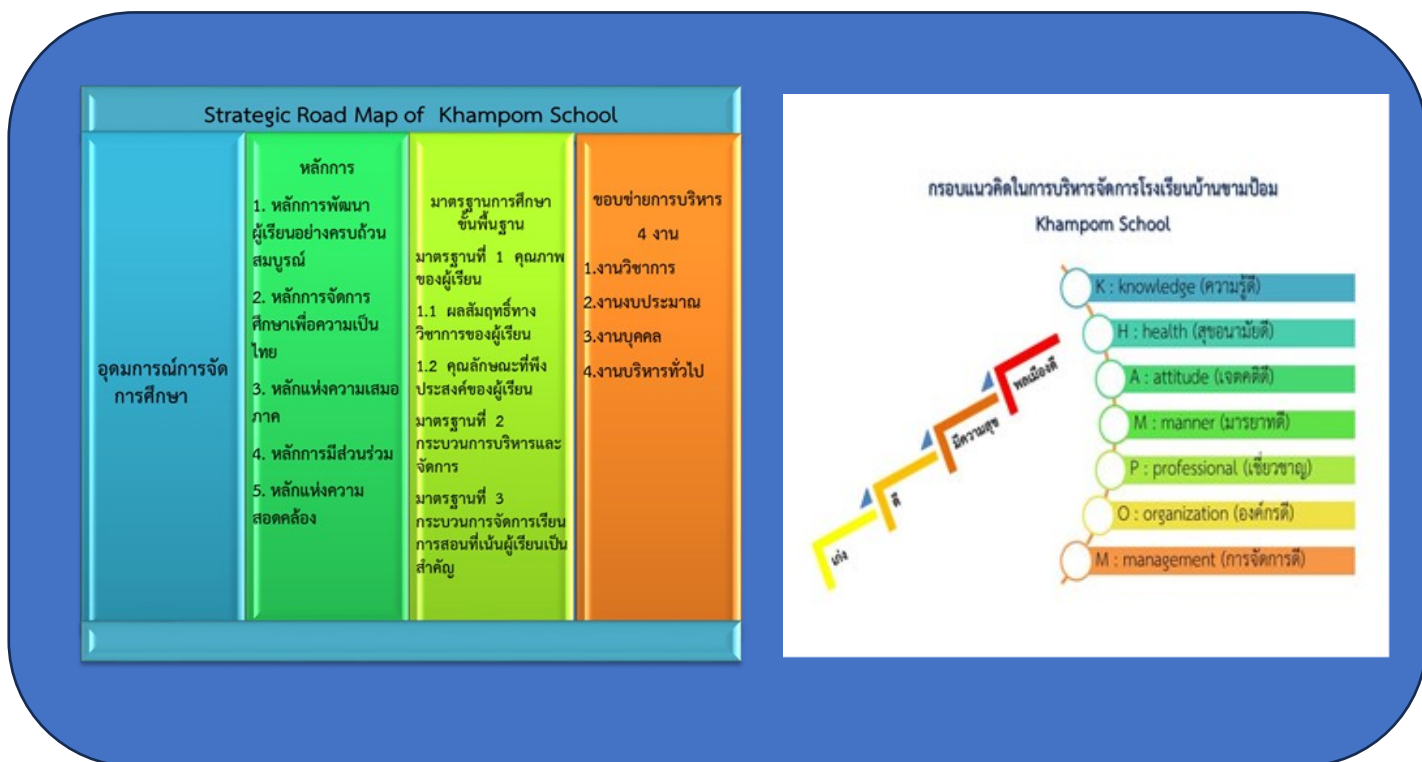 Strategic Road Map of Khampom School
อุดมการณ์การจัด
การศึกษา
หลักการ
1. หลักการพัฒนา
ผู้เรียนอย่างครบถ้วน
สมบูรณ์
2. หลักการจัดการ
ศึกษาเพื่อความเป็น
ไทย
3. หลักแห่งความเสมอ
ภาค
4. หลักการมีส่วนร่วม
5. หลักแห่งความ
สอดคล้อง
มาตรฐานการศึกษา
ขั้นพื้นฐาน
มาตรฐานที่ 1 คุณภาพ
ของผู้เรียน
1.1 ผลสัมฤทธิ์ทาง
วิชาการของผู้เรียน
1.2 คุณลักษณะที่พึง
ประสงค์ของผู้เรียน
มาตรฐานที่ 2
กระบวนการบริหารและ
จัดการ
มาตรฐานที่ 3
กระบวนการจัดการเรียน
การสอนที่เน้นผู้เรียนเป็น
สำคัญ
ขอบข่ายการบริหาร
4 งาน
1.งานวิชาการ
2.งานงบประมาณ
3.งานบุคคล
4.งานบริหารทั่วไป
กรอบแนวคิดในการบริหารจัดการโรงเรียนบ้านขามป้อม
Khampom School
เก่ง
ดี
มีความสุข
พลเมืองดี
K : knowledge (ความรู้ดี)
H : health (สุขอนามัยดี)
A : attitude (เจตคติดี)
M : manner (มารยาทดี)
P : professional (เชี่ยวชาญ)
O : organization (องค์กรดี)
M : management (การจัดการดี)